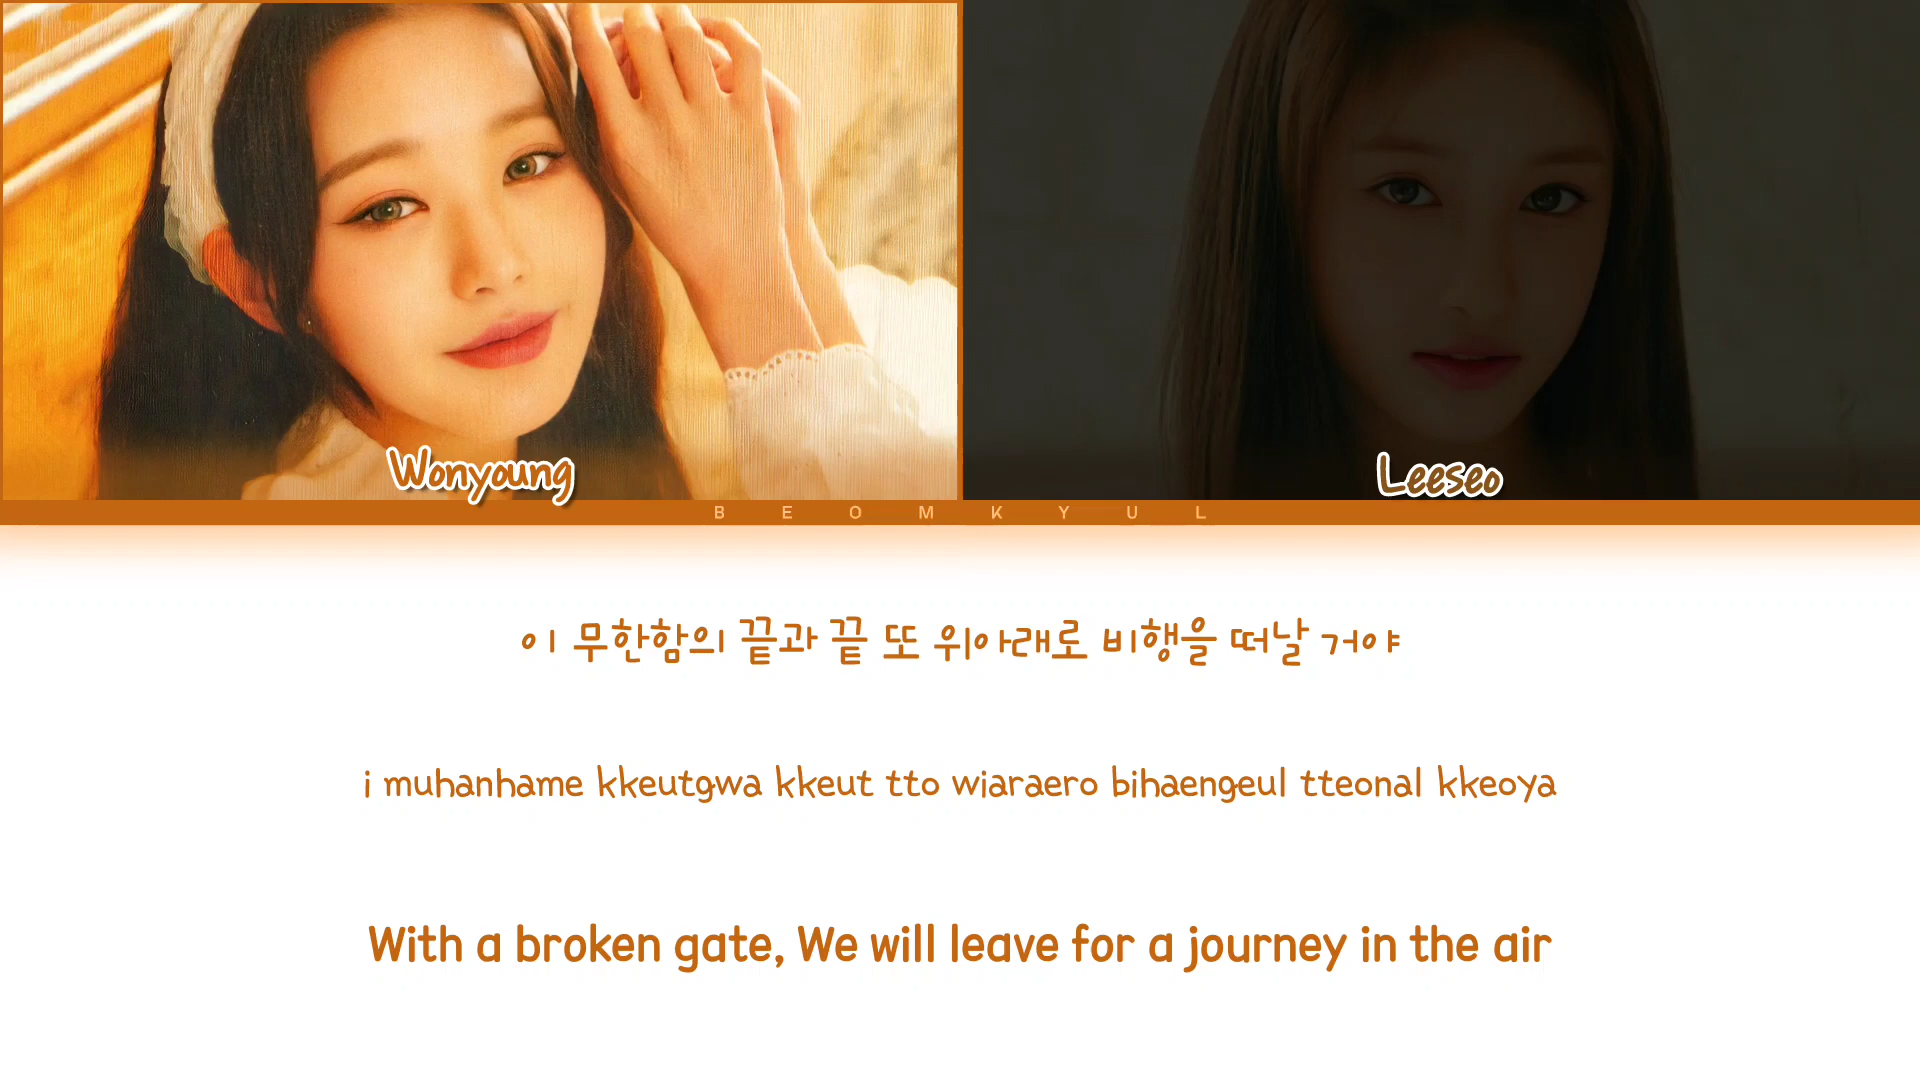 Wonyoung
Leeseo
BEOMKYUL
이 무한함의 끝과 끝 또 위아래로 비행을 떠날 거야
i muhanhame kkeutgwa kkeut tto wiaraero bihaengeul tteonal kkeoya
With a broken gate, We will leave for a journey in the air